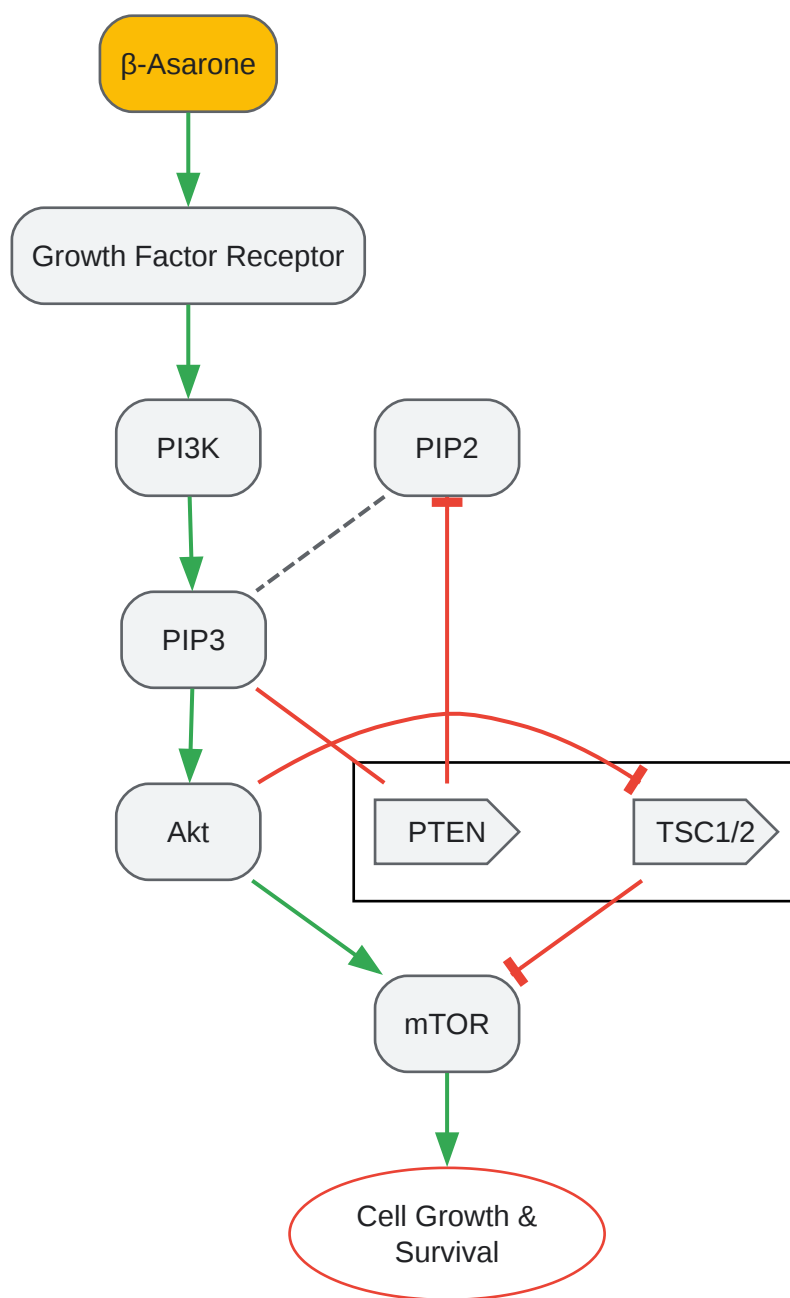 β-Asarone
Growth Factor Receptor
PI3K
PIP2
PIP3
Akt
PTEN
TSC1/2
mTOR
Cell Growth &
Survival